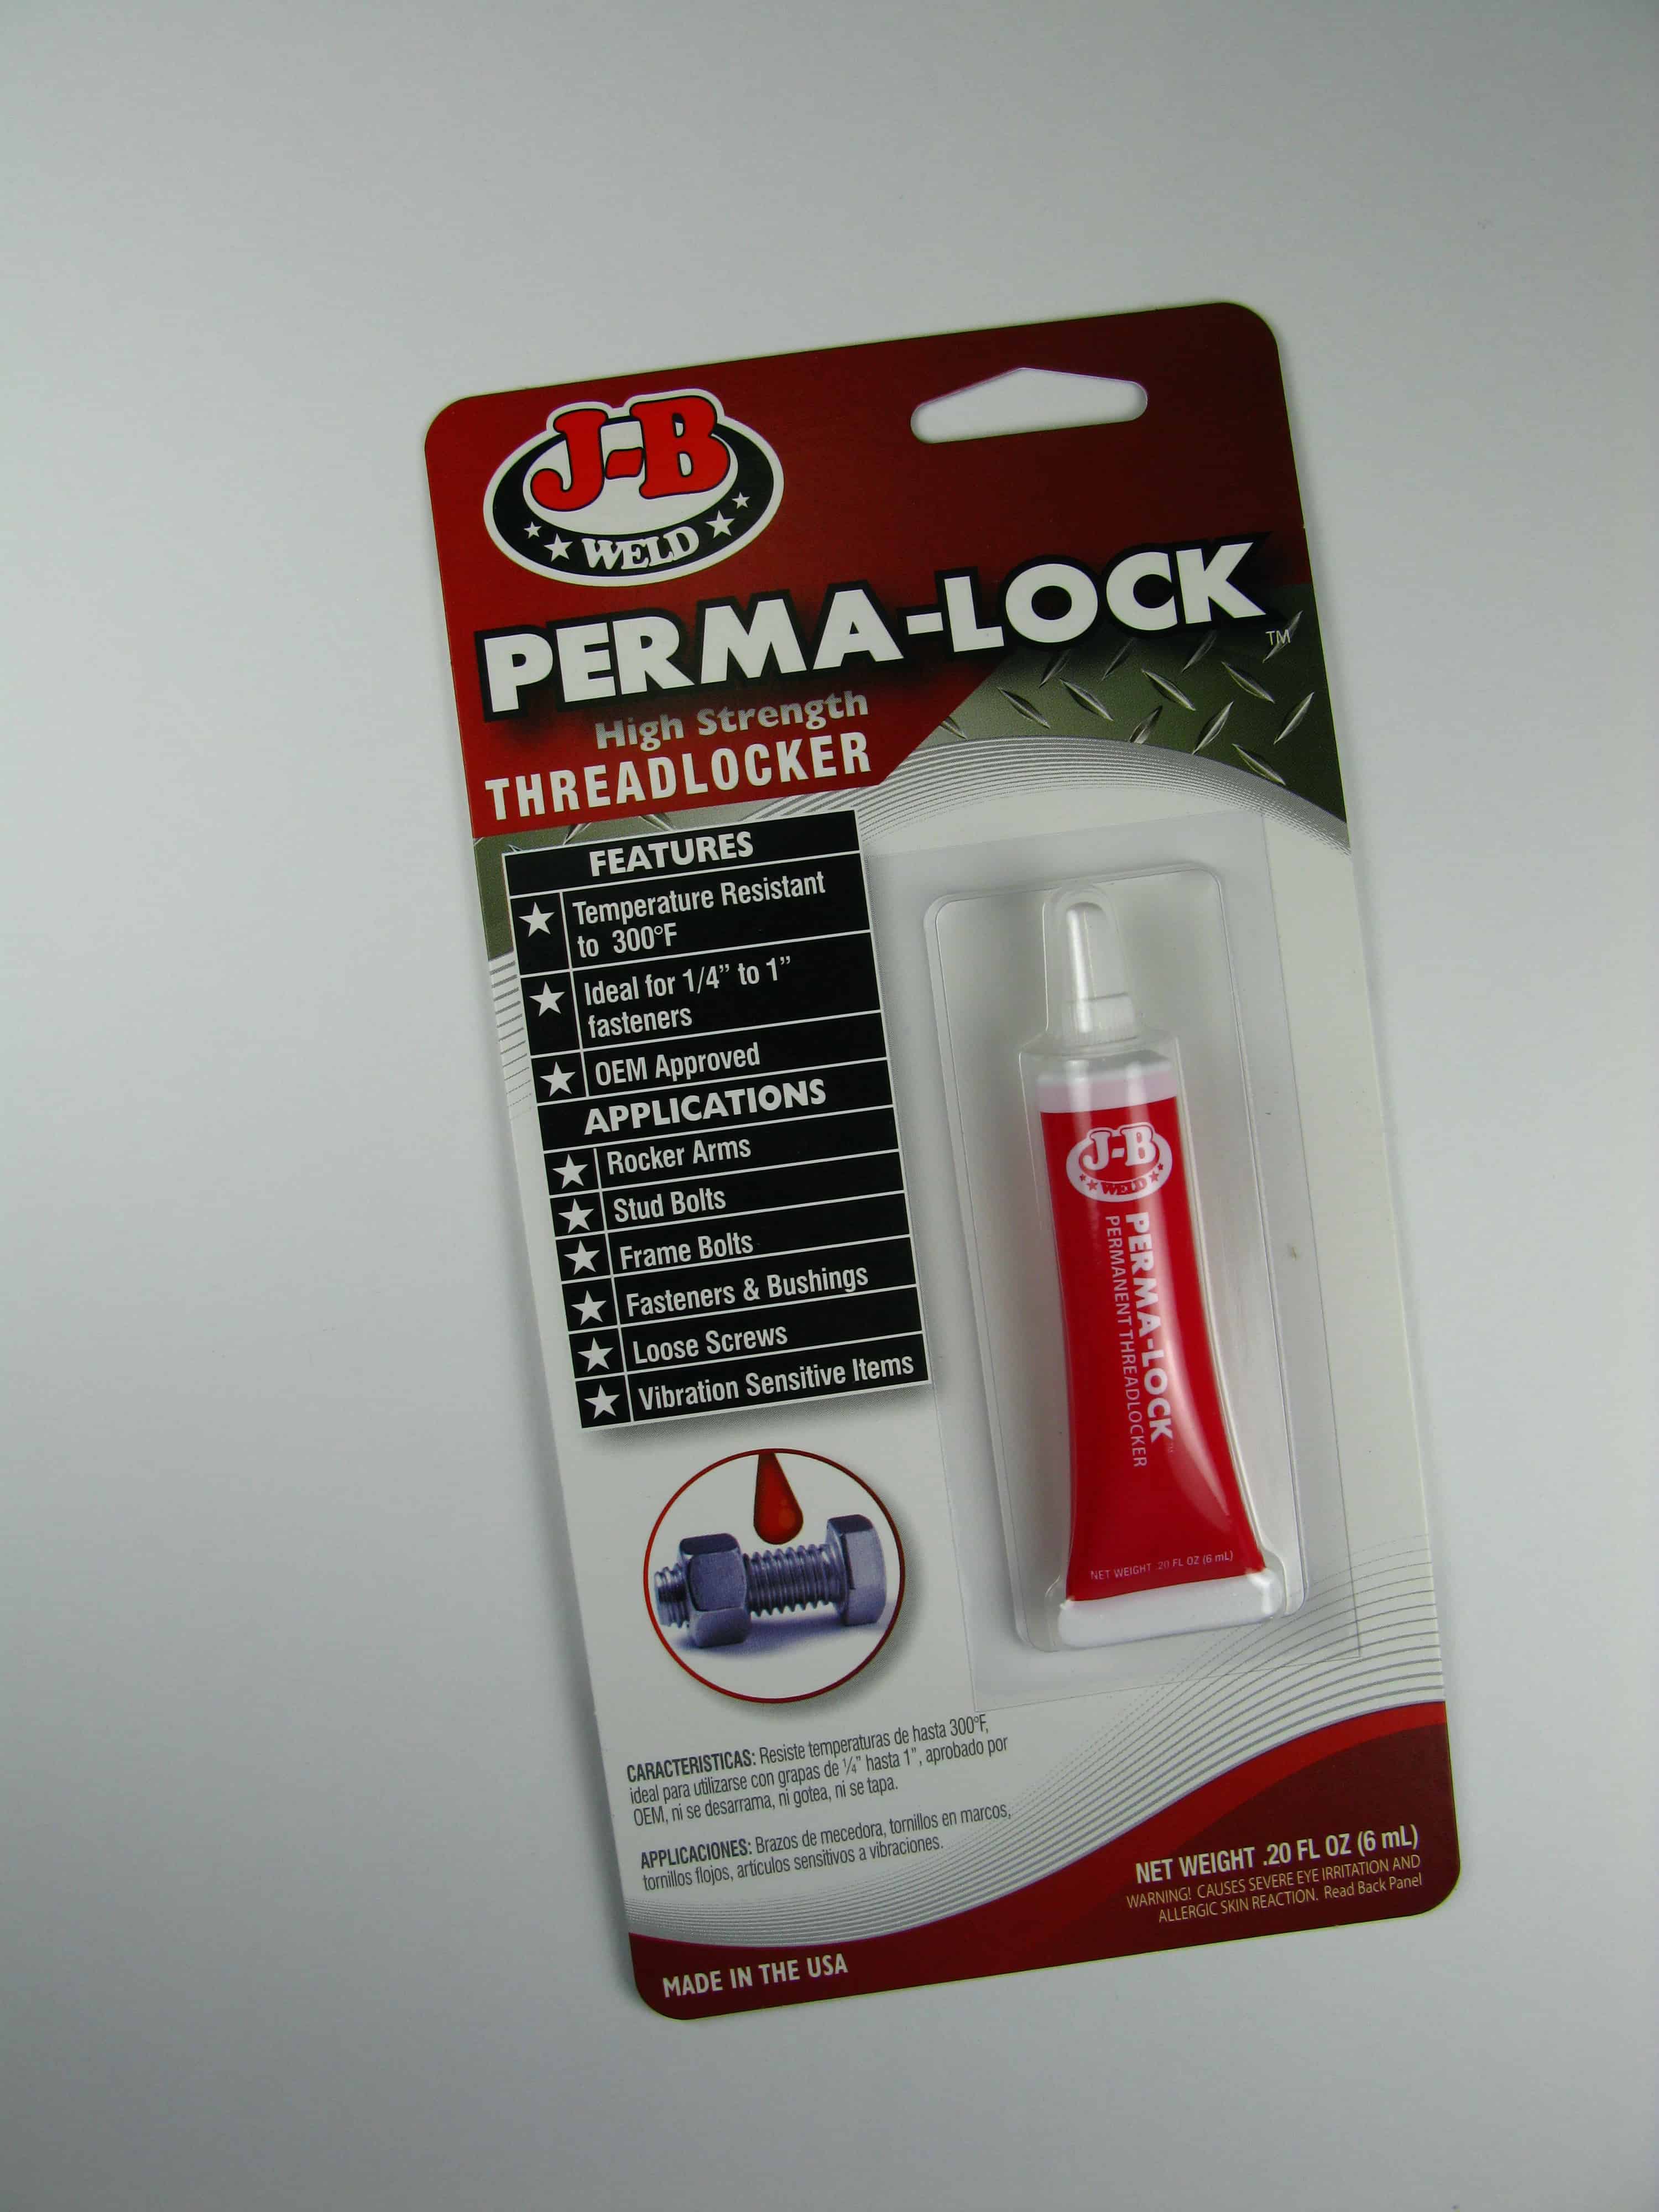 J-B
WELD
PERMA-LOCK
TM
High Strength
THREADLOCKER
FEATURES
Temperature Resistant
to 300°F
Ideal for 1/4” to 1”
fasteners
OEM Approved
APPLICATIONS
Rocker Arms
Stud Bolts
Frame Bolts
Fasteners & Bushings
Loose Screws
Vibration Sensitive Items
J-B
WELD
PERMA-LOCK™
PERMANENT THREADLOCKER
NET WEIGHT .20 FL OZ (6 mL)
CARACTERISTICAS: Resiste temperaturas de hasta 300°F,
ideal para utilizarse con grapas de ¼” hasta 1”, aprobado por
OEM, ni se desarrama, ni gotea, ni se tapa.
APPLICACIONES: Brazos de mecedora, tornillos en marcos,
tornillos flojos, artículos sensitivos a vibraciones.
NET WEIGHT .20 FL OZ (6 mL)
WARNING! CAUSES SEVERE EYE IRRITATION AND
ALLERGIC SKIN REACTION. Read Back Panel
MADE IN THE USA